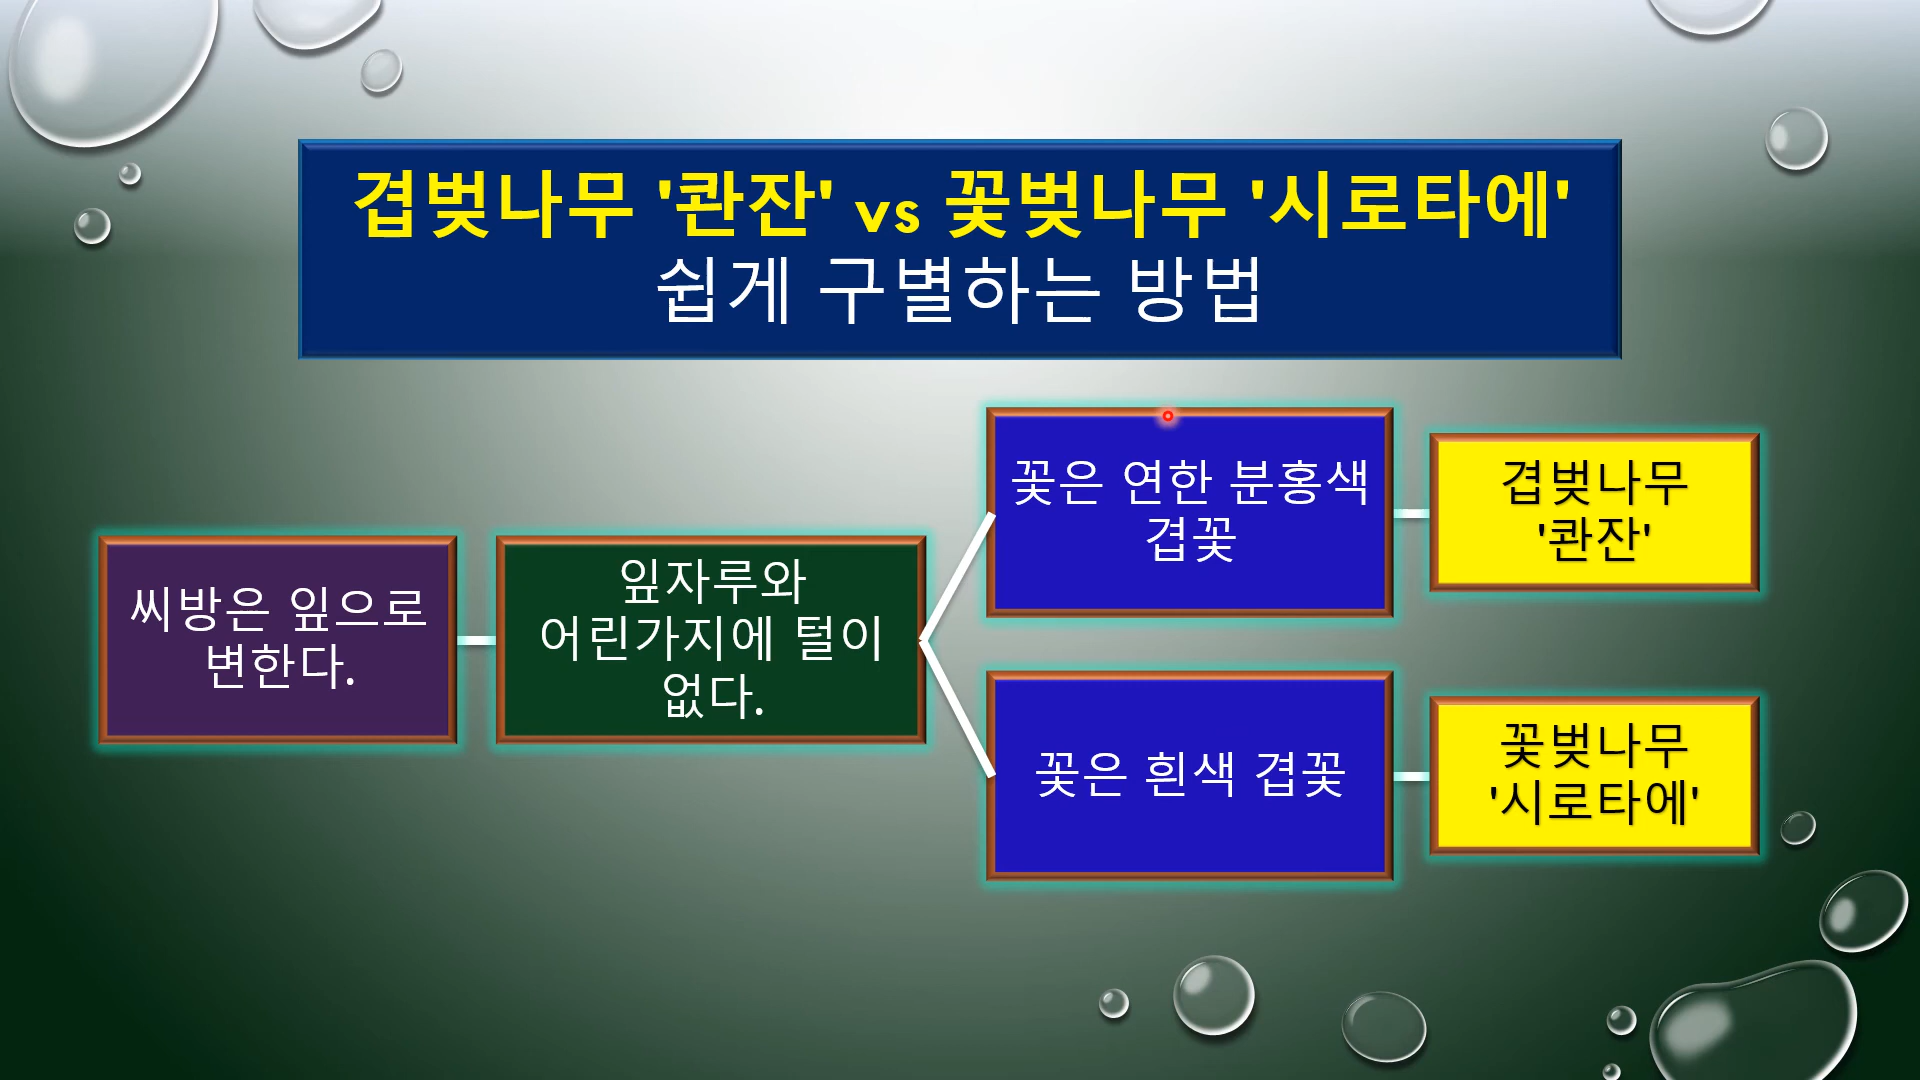 겹벚나무 '콴잔' vs 꽃벚나무 '시로타에'
쉽게 구별하는 방법
씨방은 잎으로
변한다.
잎자루와
어린가지에 털이
없다.
꽃은 연한 분홍색
겹꽃
겹벚나무
'콴잔'
꽃은 흰색 겹꽃
꽃벚나무
'시로타에'